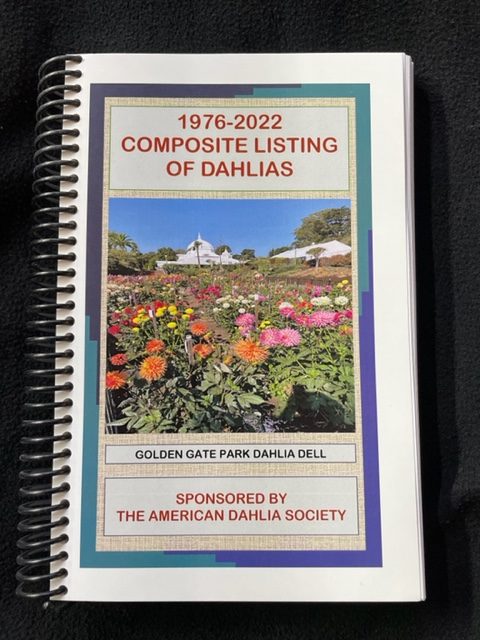 1976-2022
COMPOSITE LISTING
OF DAHLIAS
GOLDEN GATE PARK DAHLIA DELL
SPONSORED BY
THE AMERICAN DAHLIA SOCIETY